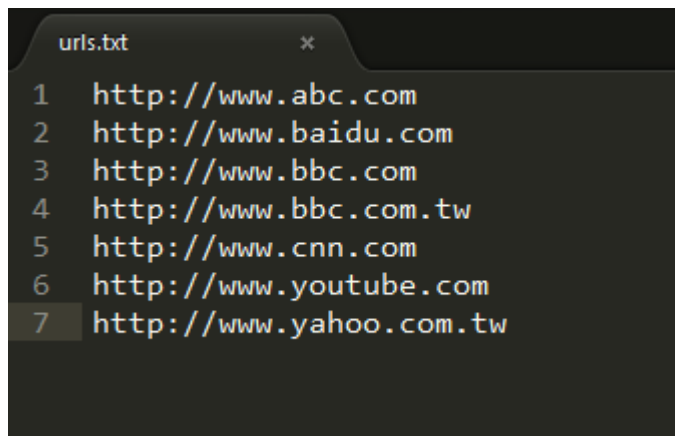 urls.txt ×
1 http://www.abc.com
2 http://www.baidu.com
3 http://www.bbc.com
4 http://www.bbc.com.tw
5 http://www.cnn.com
6 http://www.youtube.com
7 http://www.yahoo.com.tw